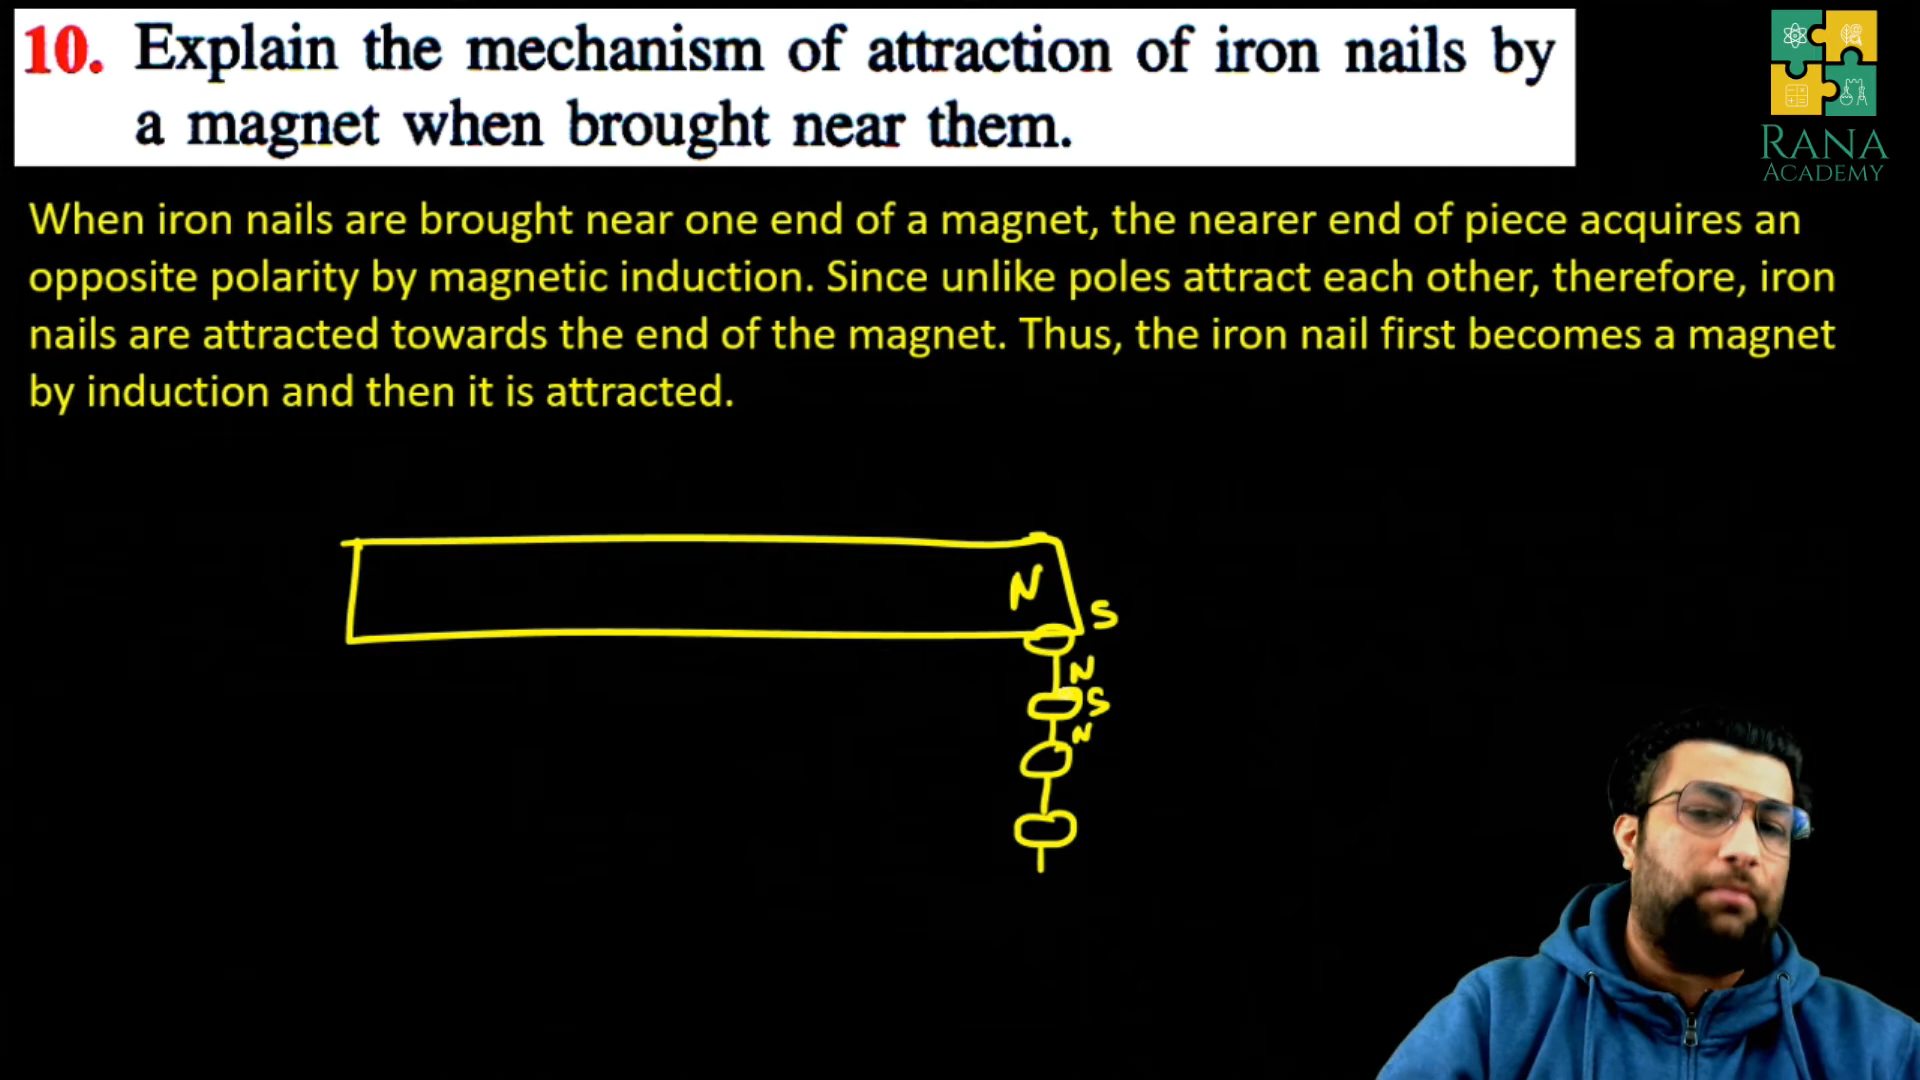 10. Explain the mechanism of attraction of iron nails by
a magnet when brought near them.
RANA
ACADEMY
When iron nails are brought near one end of a magnet, the nearer end of piece acquires an
opposite polarity by magnetic induction. Since unlike poles attract each other, therefore, iron
nails are attracted towards the end of the magnet. Thus, the iron nail first becomes a magnet
by induction and then it is attracted.
N
S
N
S
N